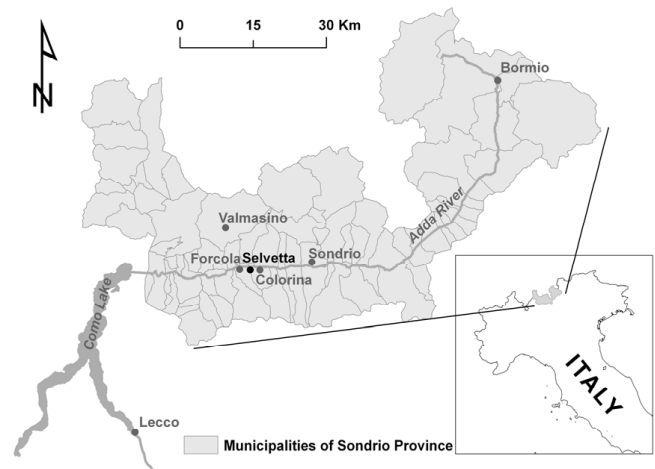 0 15 30 Km
N
Bormio
Adda River
Valmasino
Forcola Selvetta Sondrio
Colorina
Como Lake
ITALY
Lecco
Municipalities of Sondrio Province